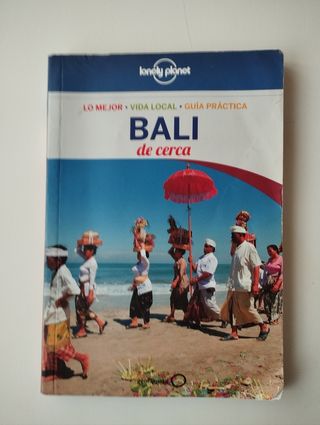 lonely planet
LO MEJOR • VIDA LOCAL • GUÍA PRÁCTICA
BALI
de cerca